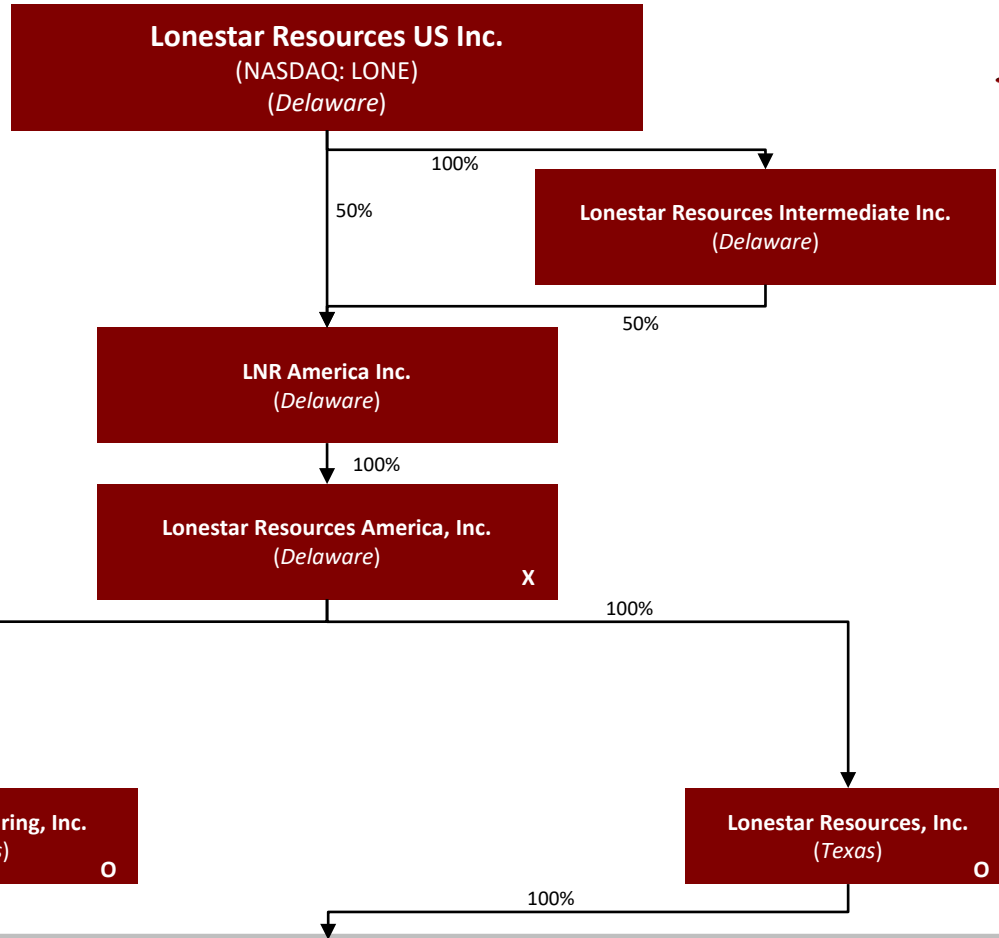 Lonestar Resources US Inc.
(NASDAQ: LONE)
(Delaware)
100%
50%
Lonestar Resources Intermediate Inc.
(Delaware)
50%
LNR America Inc.
(Delaware)
100%
Lonestar Resources America, Inc.
(Delaware)
X
100%
ring, Inc.
)
O
Lonestar Resources, Inc.
(Texas)
O
100%